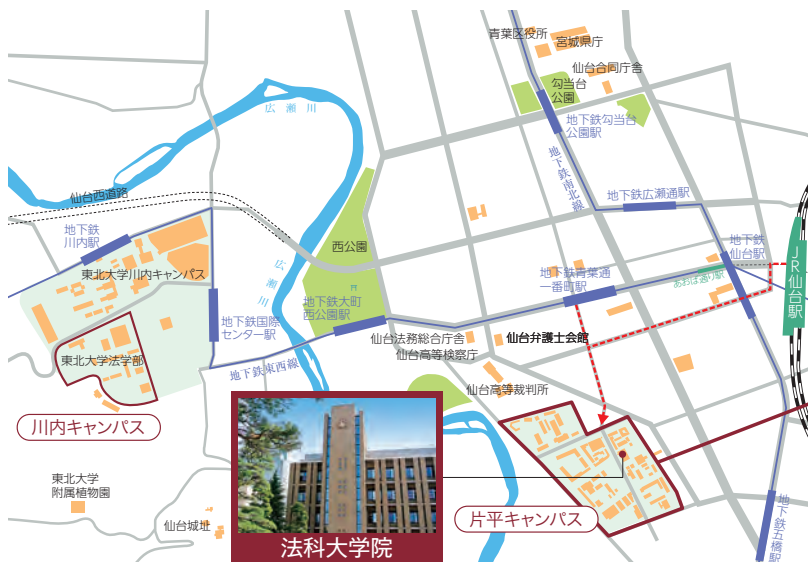 青葉区役所
宮城県庁
仙台合同庁舎
勾当台
公園
地下鉄勾当台
公園駅
広瀬川
地下鉄南北線
仙台西道路
地下鉄広瀬通駅
地下鉄
川内駅
西公園
地下鉄
仙台駅
JR仙台駅
東北大学川内キャンパス
広瀬川
地下鉄青葉通
一番町駅
あおば通り駅
地下鉄国際
センター駅
地下鉄大町
西公園駅
仙台法務総合庁舎
仙台高等検察庁
仙台弁護士会館
東北大学法学部
地下鉄東西線
仙台高等裁判所
川内キャンパス
東北大学
附属植物園
仙台城址
法科大学院
片平キャンパス
地下鉄五橋駅